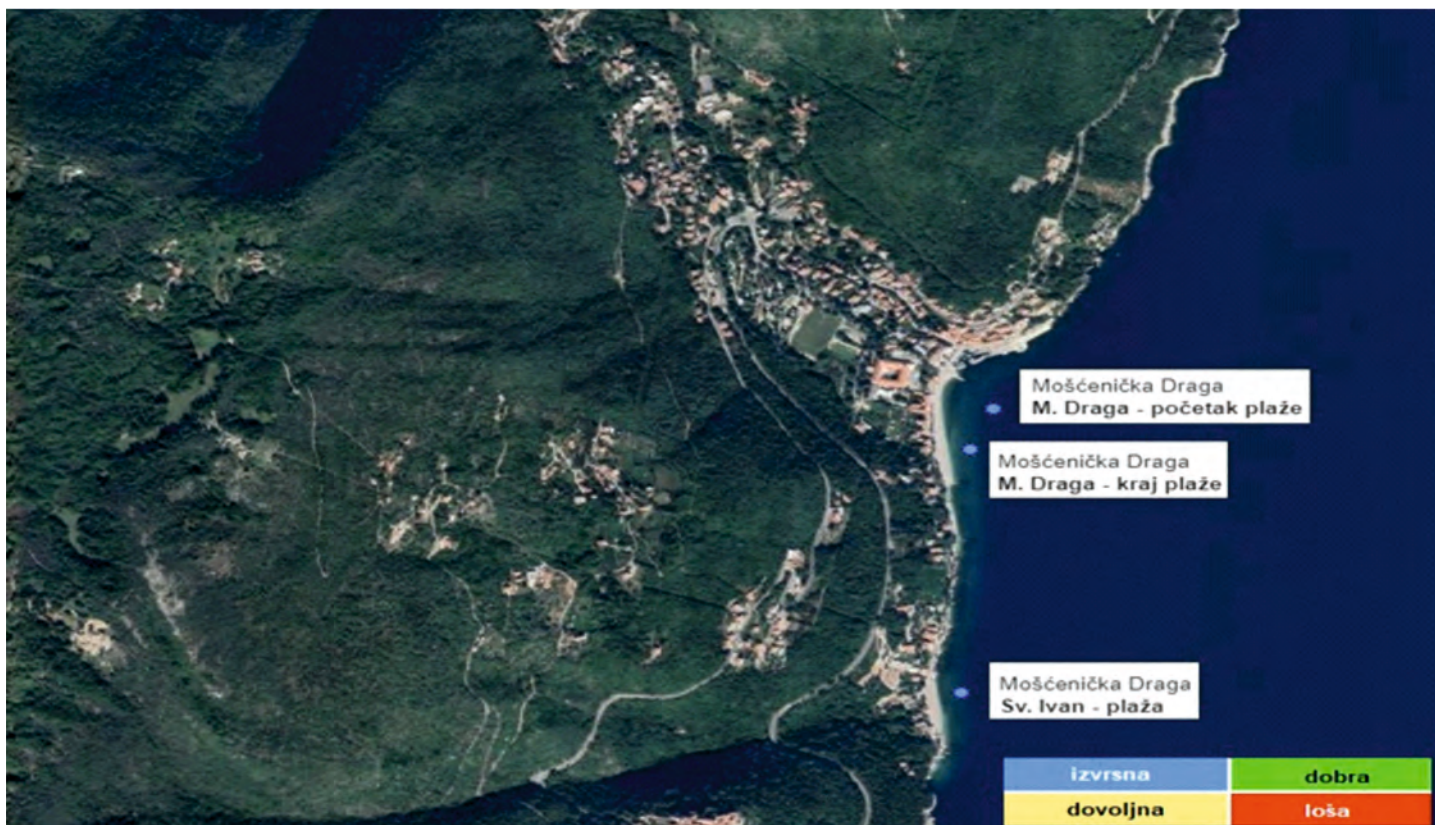 Mošćenička Draga
M. Draga - početak plaže
Mošćenička Draga
M. Draga - kraj plaže
Mošćenička Draga
Sv. Ivan - plaža
izvrsna
dobra
dovoljna
loša